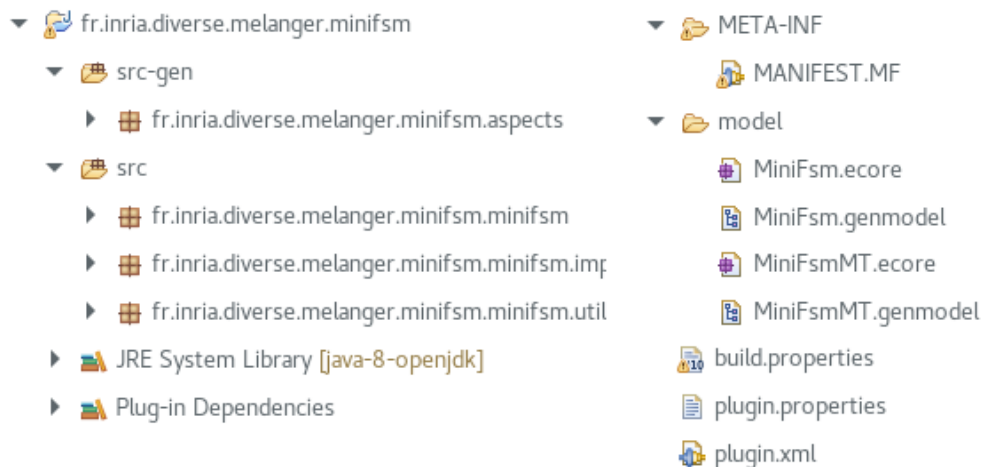 fr.inria.diverse.melanger.minifsm
src-gen
fr.inria.diverse.melanger.minifsm.aspects
src
fr.inria.diverse.melanger.minifsm.minifsm
fr.inria.diverse.melanger.minifsm.minifsm.imp
fr.inria.diverse.melanger.minifsm.minifsm.util
JRE System Library [java-8-openjdk]
Plug-in Dependencies
META-INF
MANIFEST.MF
model
MiniFsm.ecore
MiniFsm.genmodel
MiniFsmMT.ecore
MiniFsmMT.genmodel
build.properties
plugin.properties
plugin.xml